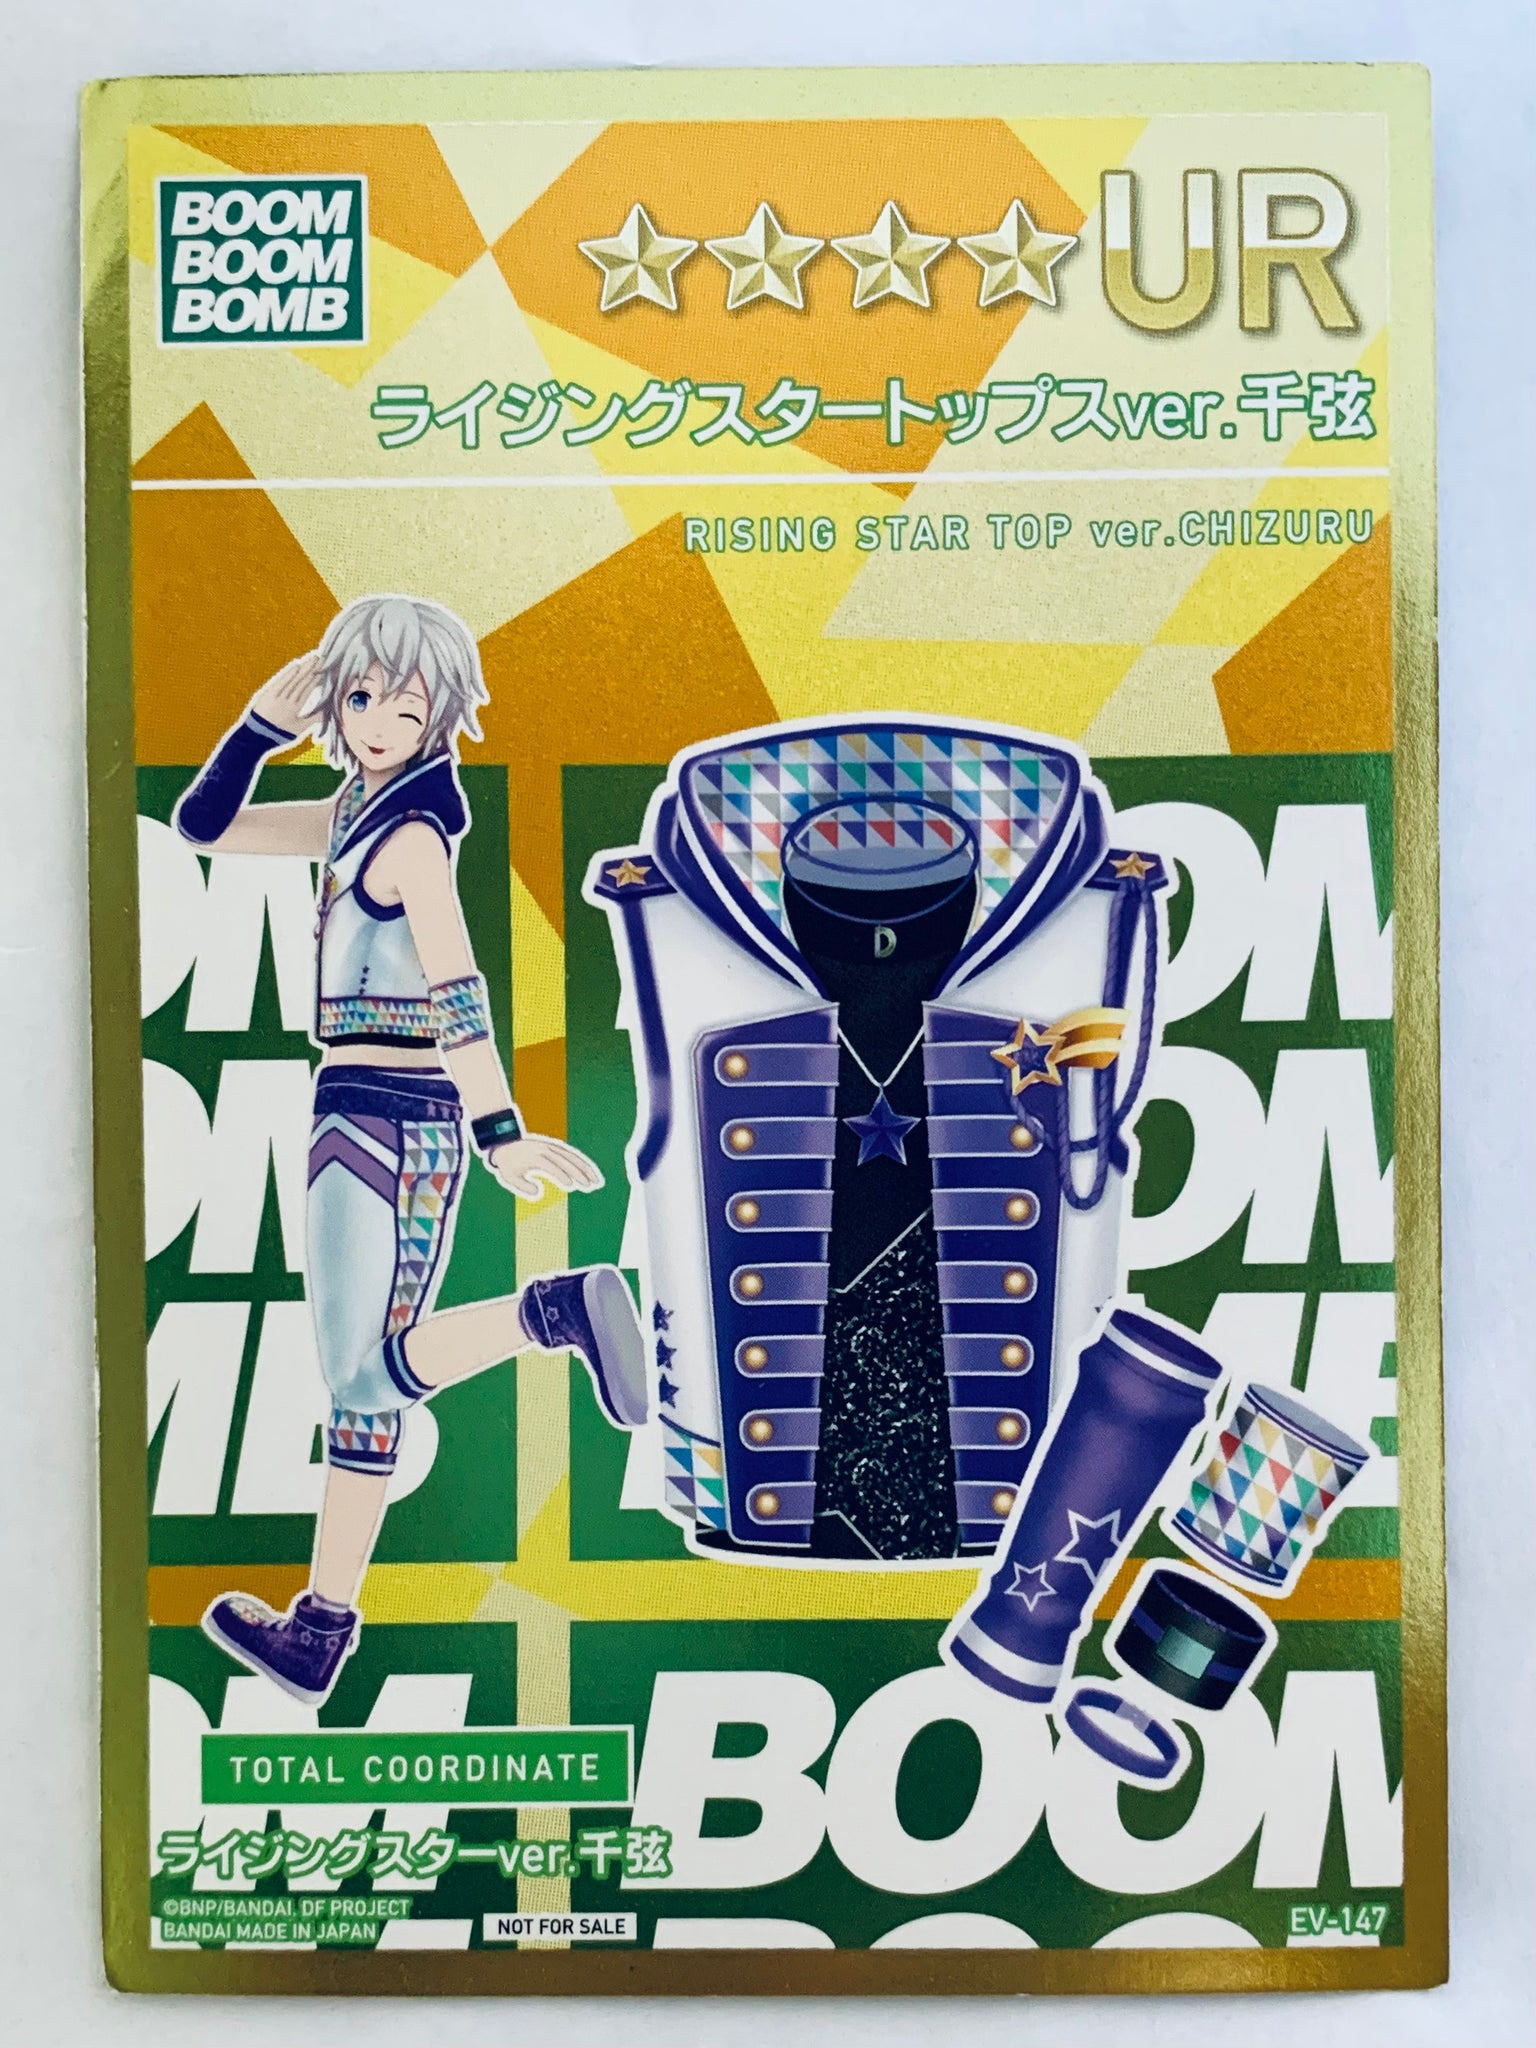 BOOM
BOOM
BOMB
UR
ライジングスタートップスver.千弦
RISING STAR TOP ver.CHIZURU
D
TOTAL COORDINATE
BOOM
ライジングスターver.千弦
©BNP/BANDAI, DF PROJECT
BANDAI MADE IN JAPAN
NOT FOR SALE
EV-147